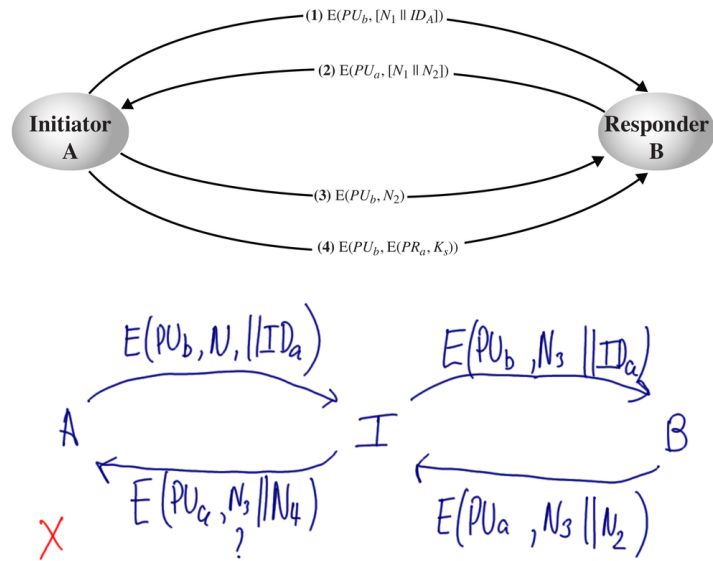 (1) E(PU_b, [N_1 || ID_A])
(2) E(PU_a, [N_1 || N_2])
Initiator
A
Responder
B
(3) E(PU_b, N_2)
(4) E(PU_b, E(PR_a, K_s))
E(PU_b, N_1 || ID_a)
E(PU_b, N_3 || ID_a)
A
I
B
E(PU_a, N_3 || N_4)
?
E(PU_a, N_3 || N_2)
X